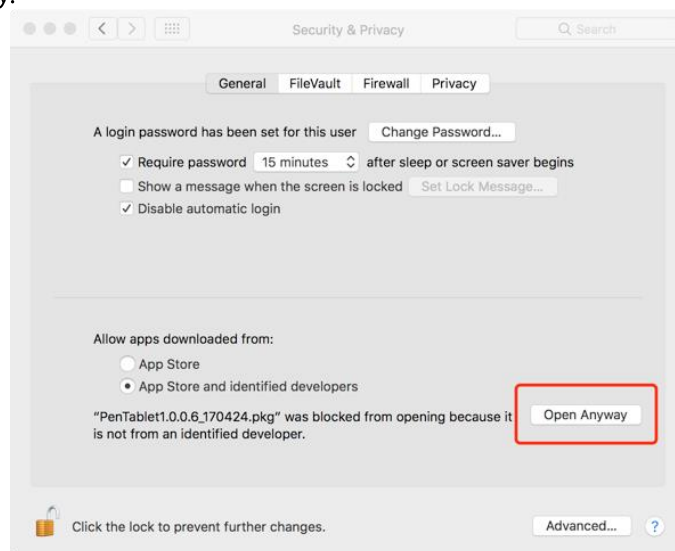 y.
Security & Privacy
Search
General FileVault Firewall Privacy
A login password has been set for this user Change Password...
Require password 15 minutes after sleep or screen saver begins
Show a message when the screen is locked Set Lock Message...
Disable automatic login
Allow apps downloaded from:
App Store
App Store and identified developers
“PenTablet1.0.0.6_170424.pkg” was blocked from opening because it Open Anyway
is not from an identified developer.
Click the lock to prevent further changes. Advanced... ?